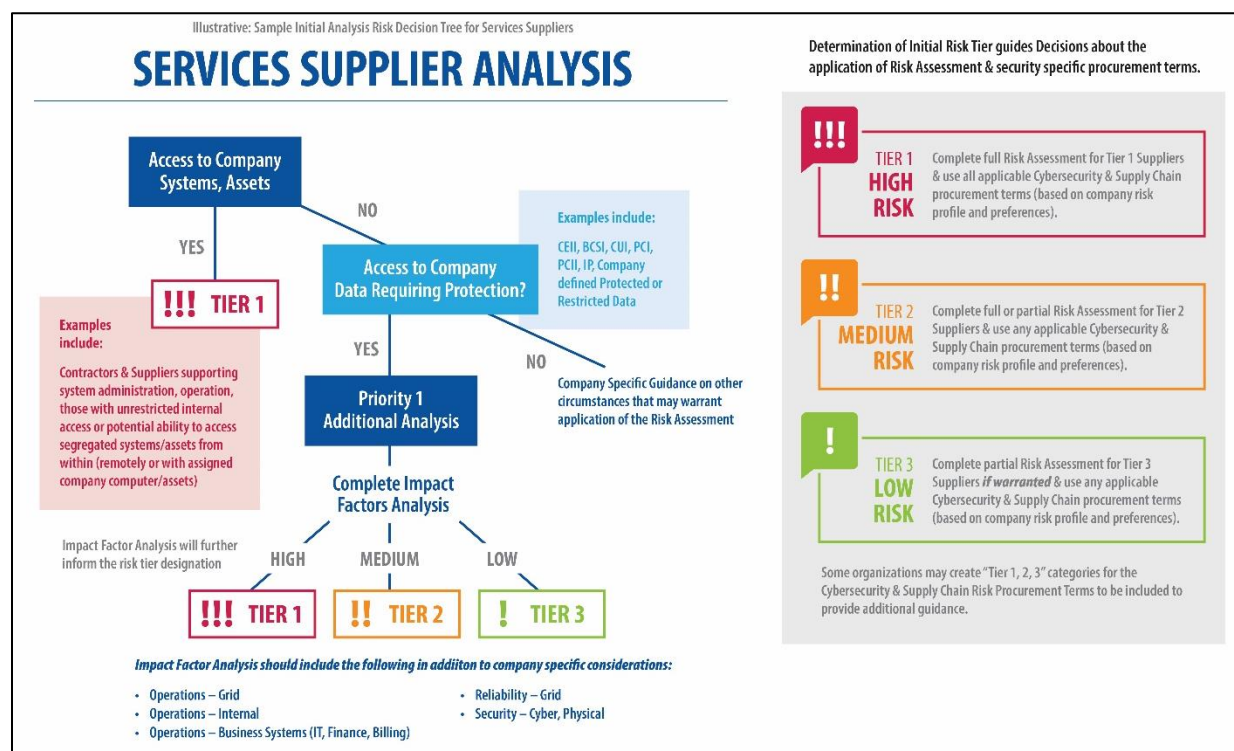 Illustrative: Sample Initial Analysis Risk Decision Tree for Services Suppliers
SERVICES SUPPLIER ANALYSIS
Access to Company
Systems, Assets
NO
YES
!!! TIER 1
Examples
include:
Contractors & Suppliers supporting
system administration, operation,
those with unrestricted internal
access or potential ability to access
segregated systems/assets from
within (remotely or with assigned
company computer/assets)
Access to Company
Data Requiring Protection?
Examples include:
CEII, BCSI, CUI, PCI,
PCII, IP, Company
defined Protected or
Restricted Data
YES
NO
Priority 1
Additional Analysis
Company Specific Guidance on other
circumstances that may warrant
application of the Risk Assessment
Complete Impact
Factors Analysis
Impact Factor Analysis will further
inform the risk tier designation
HIGH
MEDIUM
LOW
!!! TIER 1
!! TIER 2
! TIER 3
Impact Factor Analysis should include the following in addiiton to company specific considerations:
• Operations – Grid
• Operations – Internal
• Operations – Business Systems (IT, Finance, Billing)
• Reliability – Grid
• Security – Cyber, Physical
Determination of Initial Risk Tier guides Decisions about the
application of Risk Assessment & security specific procurement terms.
!!!
TIER 1
HIGH
RISK
Complete full Risk Assessment for Tier 1 Suppliers
& use all applicable Cybersecurity & Supply Chain
procurement terms (based on company risk
profile and preferences).
!!
TIER 2
MEDIUM
RISK
Complete full or partial Risk Assessment for Tier 2
Suppliers & use any applicable Cybersecurity &
Supply Chain procurement terms (based on
company risk profile and preferences).
!
TIER 3
LOW
RISK
Complete partial Risk Assessment for Tier 3
Suppliers if warranted & use any applicable
Cybersecurity & Supply Chain procurement terms
(based on company risk profile and preferences).
Some organizations may create “Tier 1, 2, 3” categories for the
Cybersecurity & Supply Chain Risk Procurement Terms to be included to
provide additional guidance.